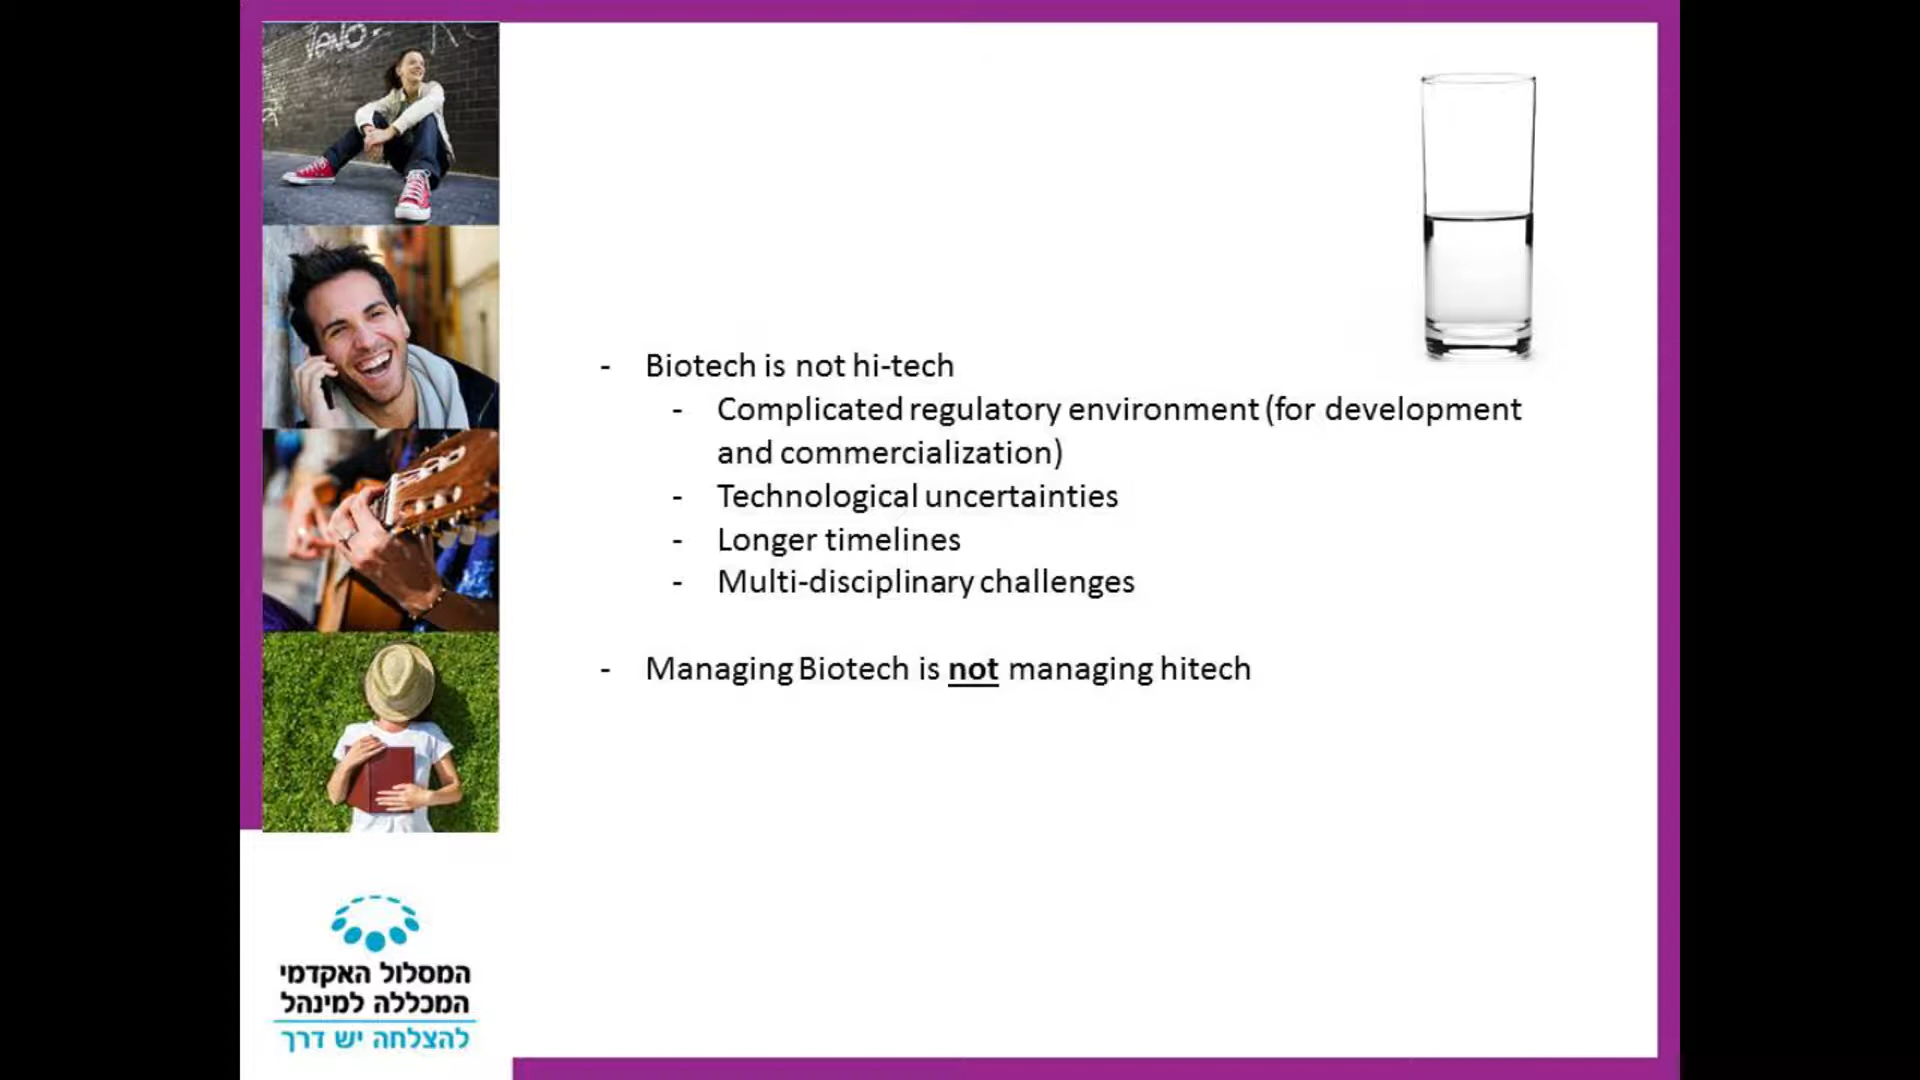 - Biotech is not hi-tech
- Complicated regulatory environment (for development
and commercialization)
- Technological uncertainties
- Longer timelines
- Multi-disciplinary challenges
- Managing Biotech is not managing hitech
המסלול האקדמי
המכללה למינהל
להצלחה יש דרך